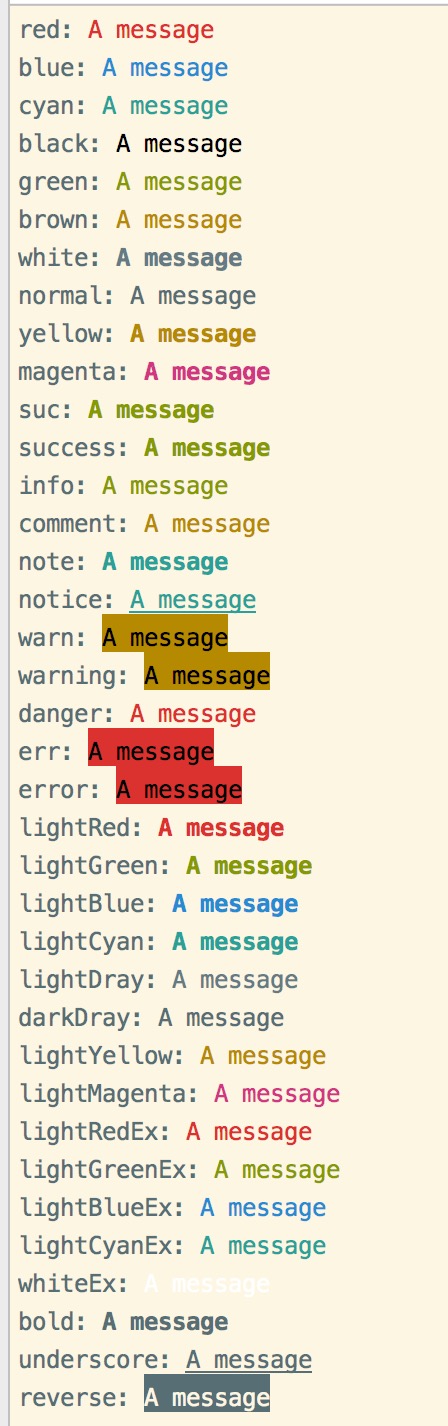 red: A message
blue: A message
cyan: A message
black: A message
green: A message
brown: A message
white: A message
normal: A message
yellow: A message
magenta: A message
suc: A message
success: A message
info: A message
comment: A message
note: A message
notice: A message
warn: A message
warning: A message
danger: A message
err: A message
error: A message
lightRed: A message
lightGreen: A message
lightBlue: A message
lightCyan: A message
lightDray: A message
darkDray: A message
lightYellow: A message
lightMagenta: A message
lightRedEx: A message
lightGreenEx: A message
lightBlueEx: A message
lightCyanEx: A message
whiteEx: A message
bold: A message
underscore: A message
reverse: A message